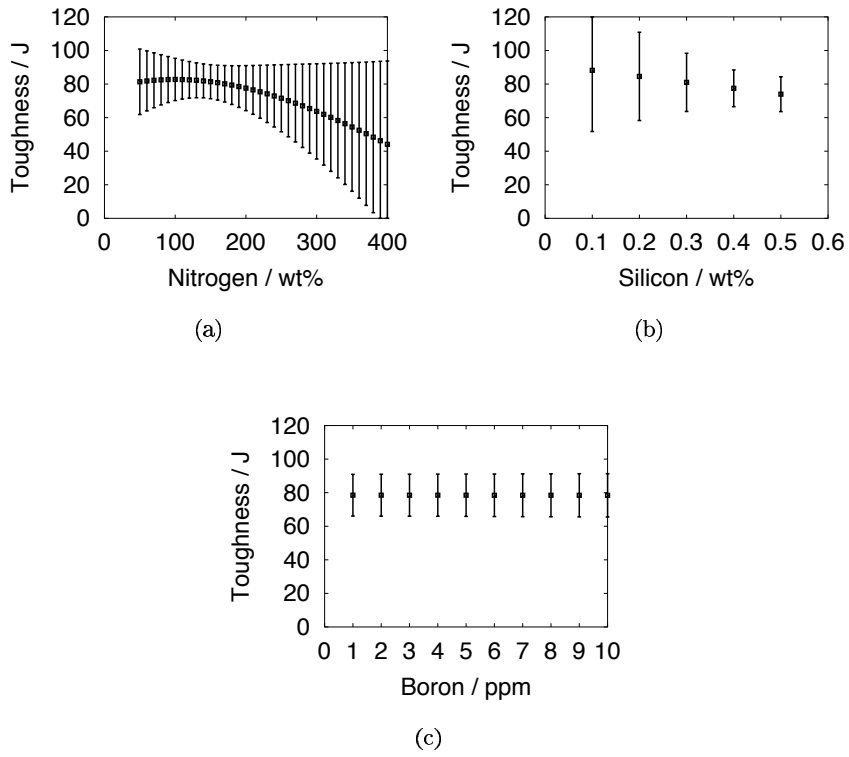 Toughness / J
120
100
80
60
40
20
0
0 100 200 300 400
Nitrogen / wt%
(a)
Toughness / J
120
100
80
60
40
20
0
0 0.1 0.2 0.3 0.4 0.5 0.6
Silicon / wt%
(b)
Toughness / J
120
100
80
60
40
20
0
0 1 2 3 4 5 6 7 8 9 10
Boron / ppm
(c)